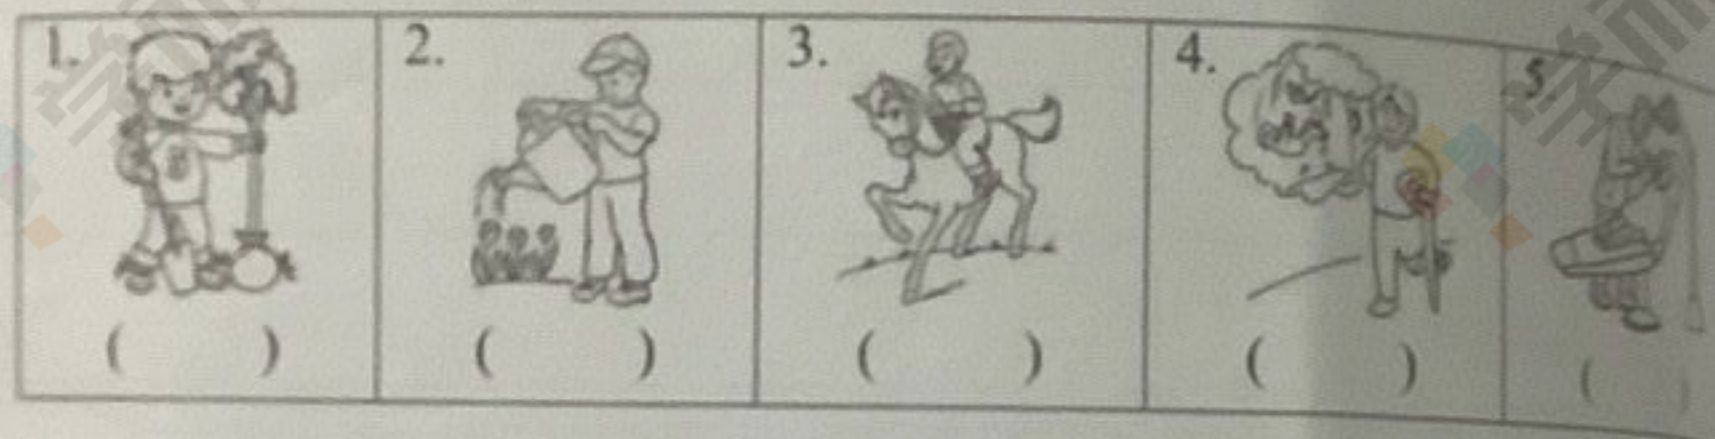 1. 2. 3. 4. 5
( ) ( ) ( ) ( ) ( )